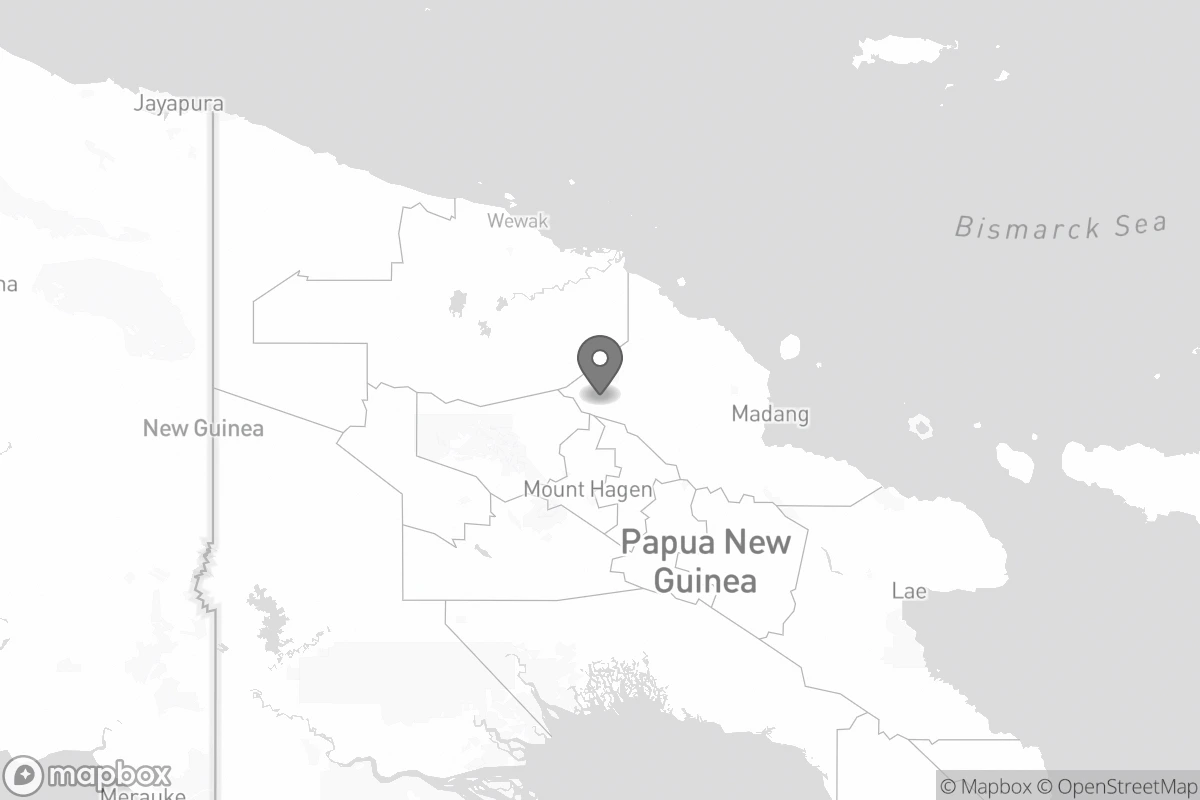 Jayapura
Wewak
Bismarck Sea
na
Madang
New Guinea
Mount Hagen
Papua New
Guinea
Lae
mapbox
Merauke
© Mapbox © OpenStreetMap